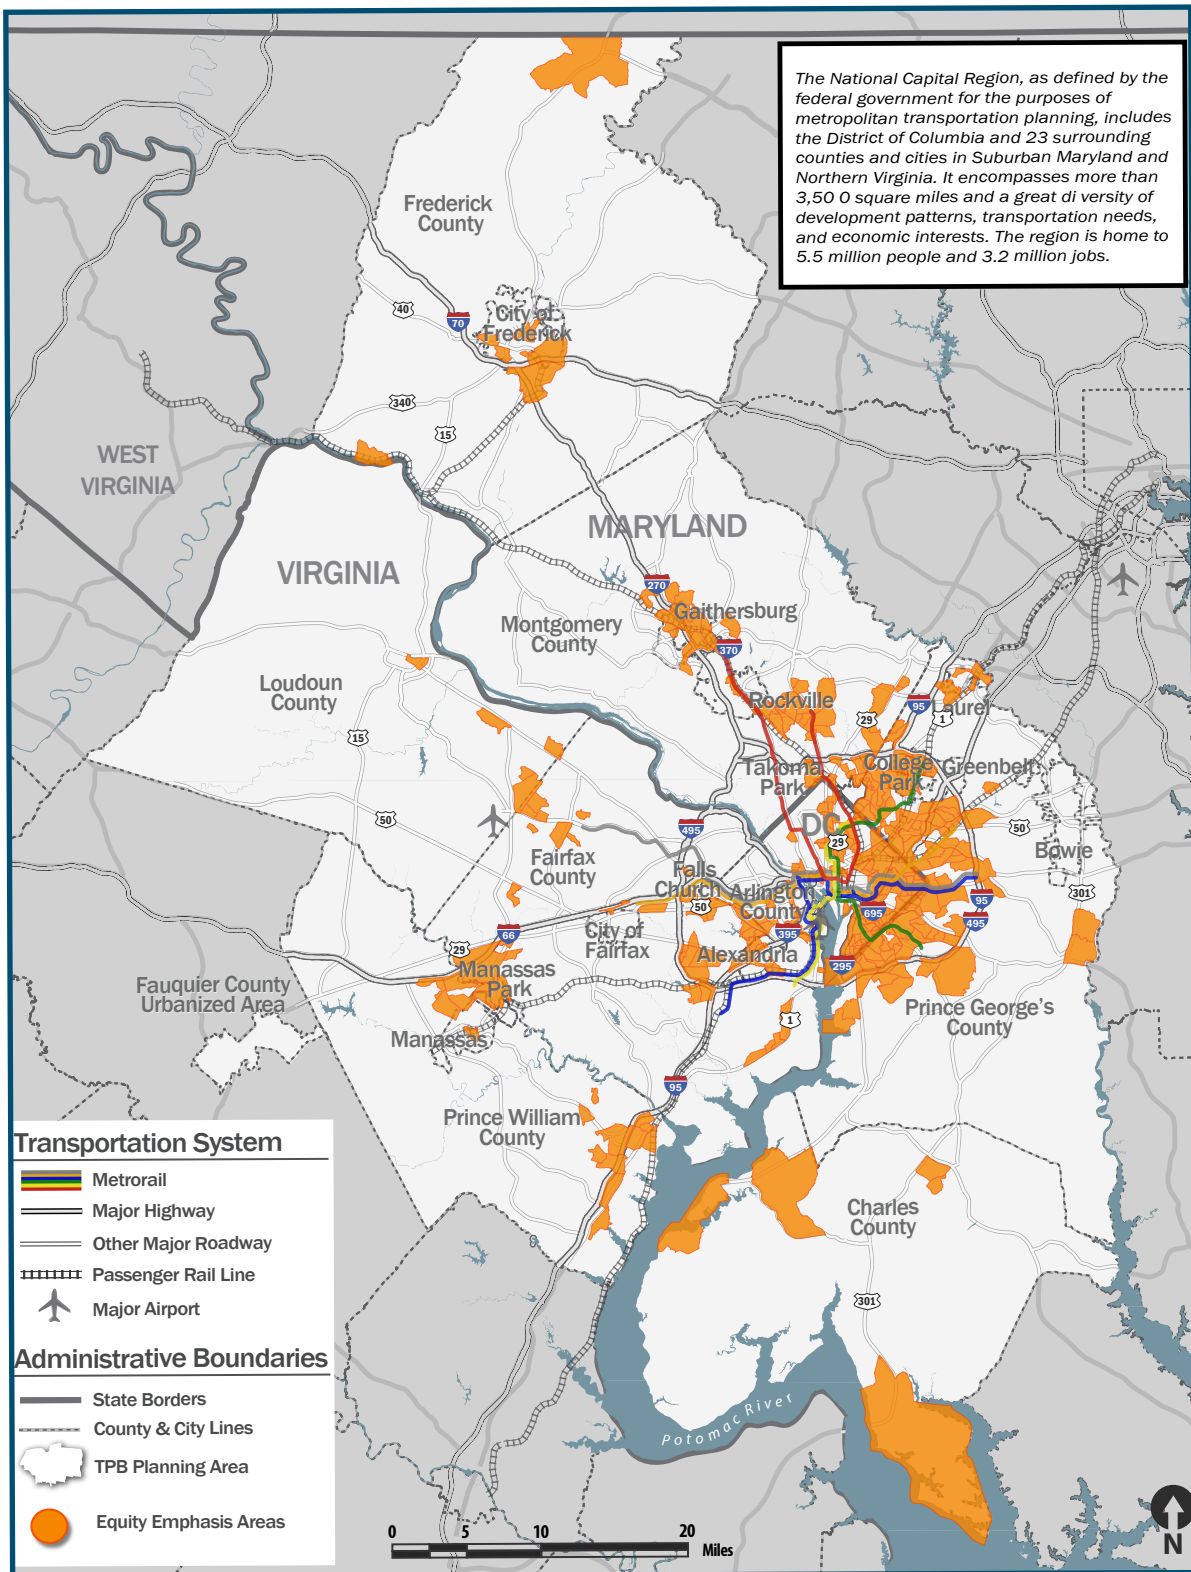 The National Capital Region, as defined by the
federal government for the purposes of
metropolitan transportation planning, includes
the District of Columbia and 23 surrounding
counties and cities in Suburban Maryland and
Northern Virginia. It encompasses more than
3,50 0 square miles and a great di versity of
development patterns, transportation needs,
and economic interests. The region is home to
5.5 million people and 3.2 million jobs.
Frederick
County
40
70
City of
Frederick
340
15
WEST
VIRGINIA
MARYLAND
VIRGINIA
270
Gaithersburg
Montgomery
County
370
Loudoun
County
Rockville
29
95
1
Laurel
15
Takoma
Park
College
Park
Greenbelt
50
495
DC
29
50
Bowie
Fairfax
County
Falls
Church
Arlington
County
50
695
95
301
495
66
29
City of
Fairfax
395
Alexandria
295
Manassas
Park
Fauquier County
Urbanized Area
Prince George's
County
1
Manassas
95
Prince William
County
Charles
County
301
Potomac River
Transportation System
Metrorail
Major Highway
Other Major Roadway
Passenger Rail Line
Major Airport
Administrative Boundaries
State Borders
County & City Lines
TPB Planning Area
Equity Emphasis Areas
0 5 10 20
Miles
N